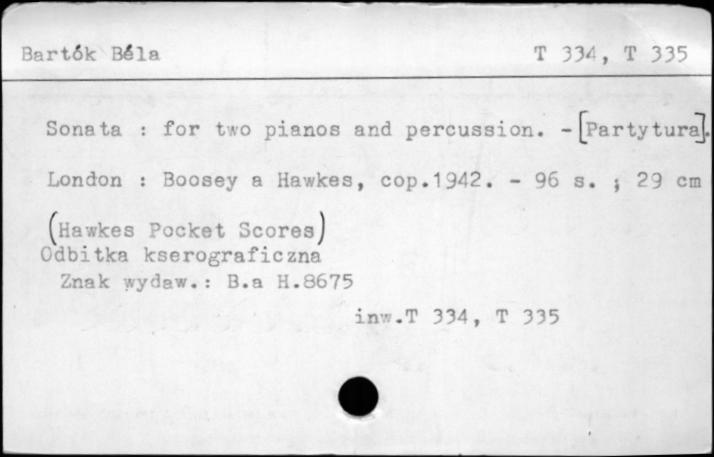 Bartók Béla T 334, T 335
Sonata : for two pianos and percussion. - [Partytura].
London : Boosey a Hawkes, cop.1942. - 96 s. ; 29 cm
(Hawkes Pocket Scores)
Odbitka kserograficzna
Znak wydaw.: B.a H.8675
inw.T 334, T 335